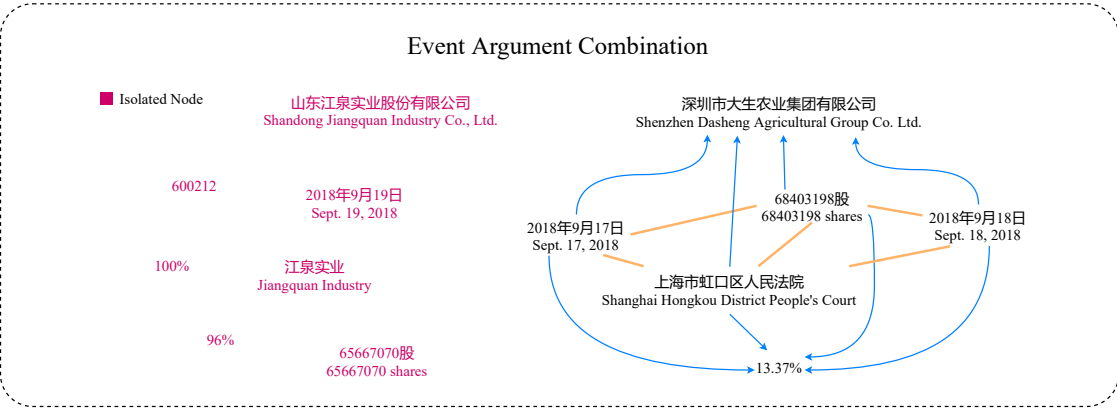 Event Argument Combination
Isolated Node
山东江泉实业股份有限公司
Shandong Jiangquan Industry Co., Ltd.
600212
2018年9月19日
Sept. 19, 2018
100%
江泉实业
Jiangquan Industry
96%
65667070股
65667070 shares
深圳市大生农业集团有限公司
Shenzhen Dasheng Agricultural Group Co. Ltd.
68403198股
68403198 shares
2018年9月17日
Sept. 17, 2018
2018年9月18日
Sept. 18, 2018
上海市虹口区人民法院
Shanghai Hongkou District People's Court
13.37%